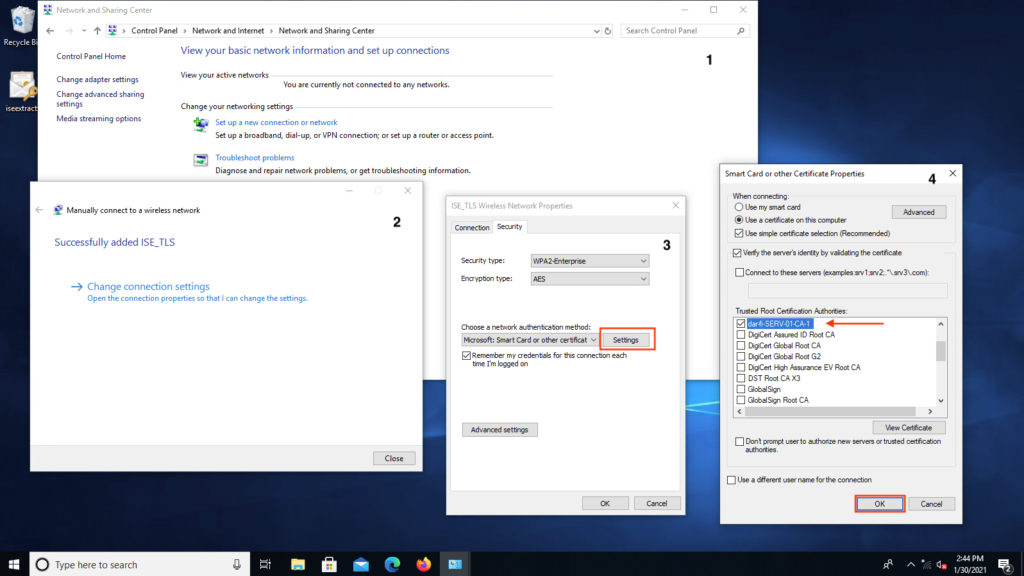 Recycle Bi
iseextract
Network and Sharing Center
Control Panel > Network and Internet > Network and Sharing Center
Search Control Panel
1
Control Panel Home
Change adapter settings
Change advanced sharing
settings
Media streaming options
View your basic network information and set up connections
View your active networks
You are currently not connected to any networks.
Change your networking settings
Set up a new connection or network
Set up a broadband, dial-up, or VPN connection; or set up a router or access point.
Troubleshoot problems
Diagnose and repair network problems, or get troubleshooting information.
Manually connect to a wireless network
2
Successfully added ISE_TLS
Change connection settings
Open the connection properties so that I can change the settings.
Close
ISE_TLS Wireless Network Properties
Connection Security
3
Security type: WPA2-Enterprise
Encryption type: AES
Choose a network authentication method:
Microsoft: Smart Card or other certificat Settings
Remember my credentials for this connection each
time I'm logged on
Advanced settings
OK Cancel
Smart Card or other Certificate Properties
4
When connecting:
Use my smart card
Advanced
Use a certificate on this computer
Use simple certificate selection (Recommended)
Verify the server's identity by validating the certificate
Connect to these servers (examples:srv1;srv2;.*\.srv3\.com):
Trusted Root Certification Authorities:
dar4-SERV-01-CA-1
DigiCert Assured ID Root CA
DigiCert Global Root CA
DigiCert Global Root G2
DigiCert High Assurance EV Root CA
DST Root CA X3
GlobalSign
GlobalSign Root CA
View Certificate
Don't prompt user to authorize new servers or trusted certification
authorities.
Use a different user name for the connection
OK Cancel
Type here to search
2:44 PM
1/30/2021
2